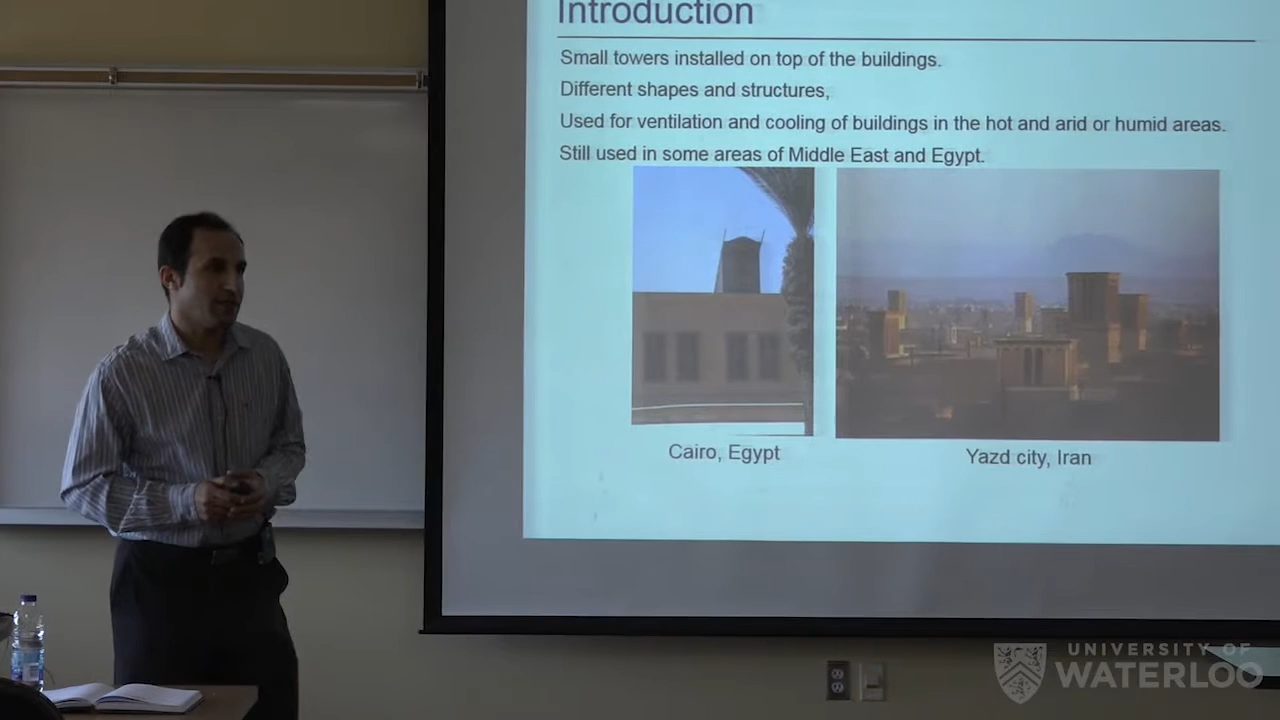 Introduction
Small towers installed on top of the buildings.
Different shapes and structures,
Used for ventilation and cooling of buildings in the hot and arid or humid areas.
Still used in some areas of Middle East and Egypt.
Cairo, Egypt
Yazd city, Iran
UNIVERSITY OF
WATERLOO